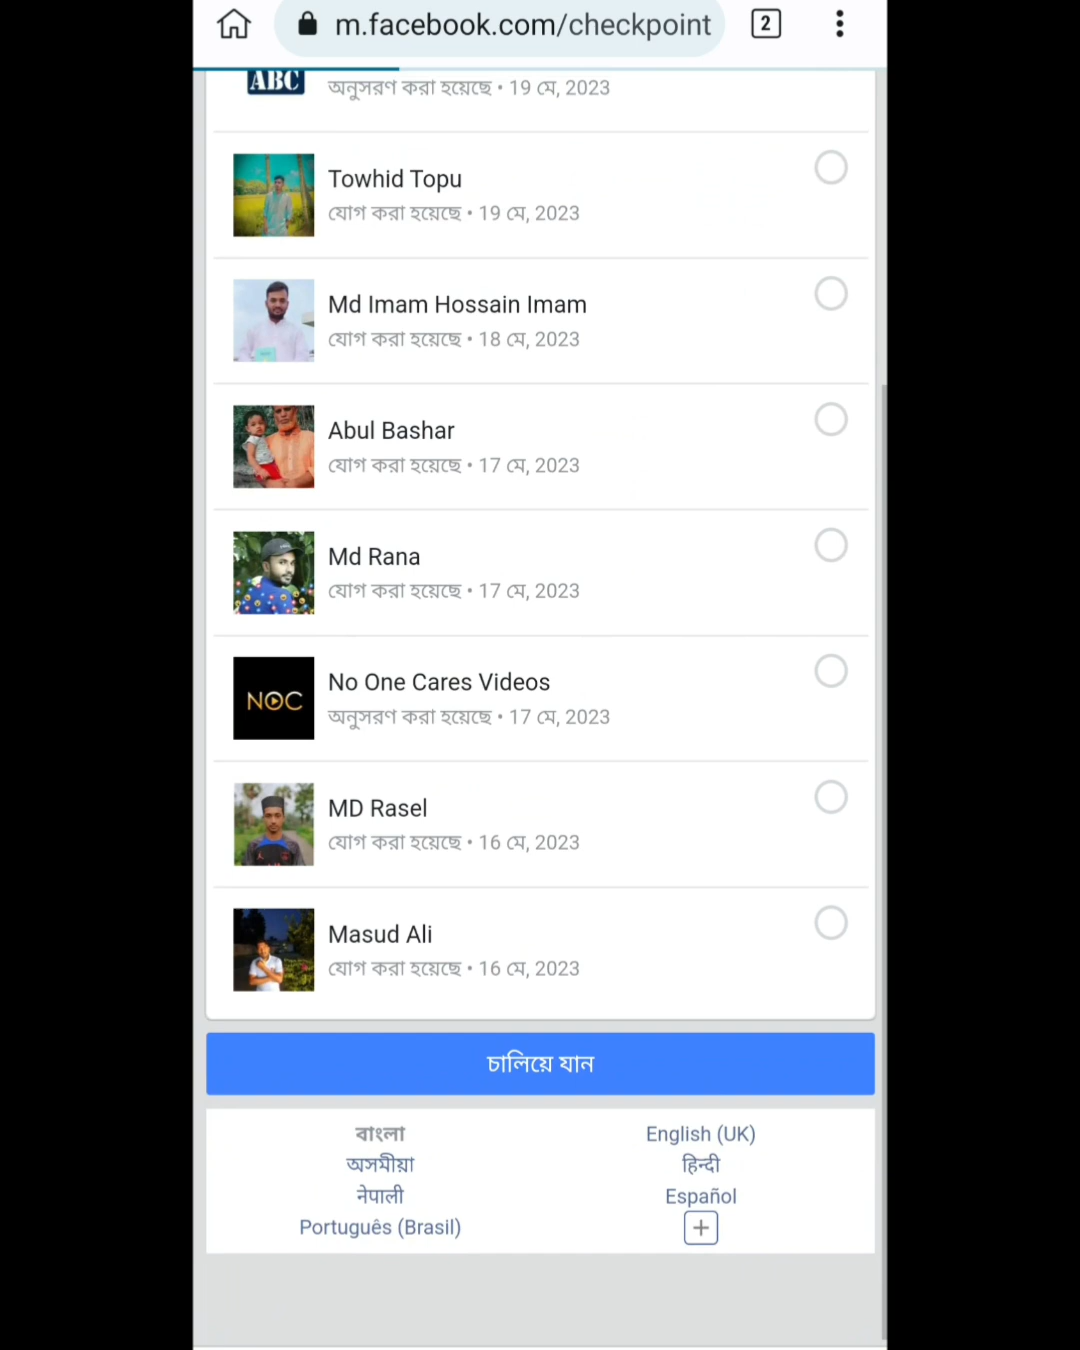 m.facebook.com/checkpoint
2
ABC
অনুসরণ করা হয়েছে • 19 মে, 2023
Towhid Topu
যোগ করা হয়েছে • 19 মে, 2023
Md Imam Hossain Imam
যোগ করা হয়েছে • 18 মে, 2023
Abul Bashar
যোগ করা হয়েছে • 17 মে, 2023
Md Rana
যোগ করা হয়েছে • 17 মে, 2023
NOC
No One Cares Videos
অনুসরণ করা হয়েছে • 17 মে, 2023
MD Rasel
যোগ করা হয়েছে • 16 মে, 2023
Masud Ali
যোগ করা হয়েছে • 16 মে, 2023
চালিয়ে যান
বাংলা
English (UK)
অসমীয়া
हिन्दी
नेपाली
Español
Português (Brasil)